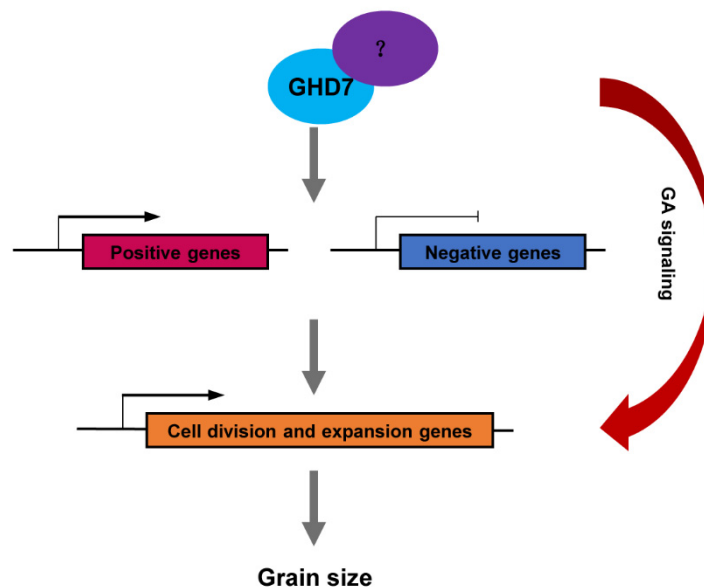 ?
GHD7
Positive genes
Negative genes
GA signaling
Cell division and expansion genes
Grain size